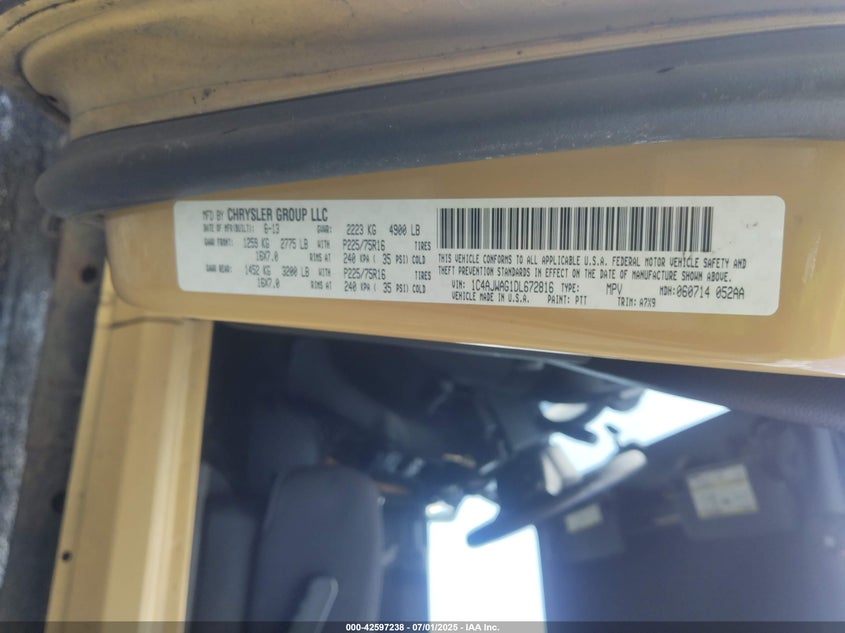 MFD BY CHRYSLER GROUP LLC
DATE OF MFG(BUILT): 6-13 GVWR: 2223 KG 4900 LB
GAWR FRONT: 1259 KG 2775 LB WITH P225/75R16 TIRES
16X7.0 RIMS AT 240 KPA ( 35 PSI) COLD
GAWR REAR: 1452 KG 3200 LB WITH P225/75R16 TIRES
16X7.0 RIMS AT 240 KPA ( 35 PSI) COLD
THIS VEHICLE CONFORMS TO ALL APPLICABLE U.S.A. FEDERAL MOTOR VEHICLE SAFETY AND
THEFT PREVENTION STANDARDS IN EFFECT ON THE DATE OF MANUFACTURE SHOWN ABOVE.
VIN: 1C4AJWAG1DL672816 TYPE: MPV MDH: 060714 052AA
VEHICLE MADE IN U.S.A. PAINT: PTT TRIM: A7X9
000-42597238 - 07/01/2025 - IAA Inc.